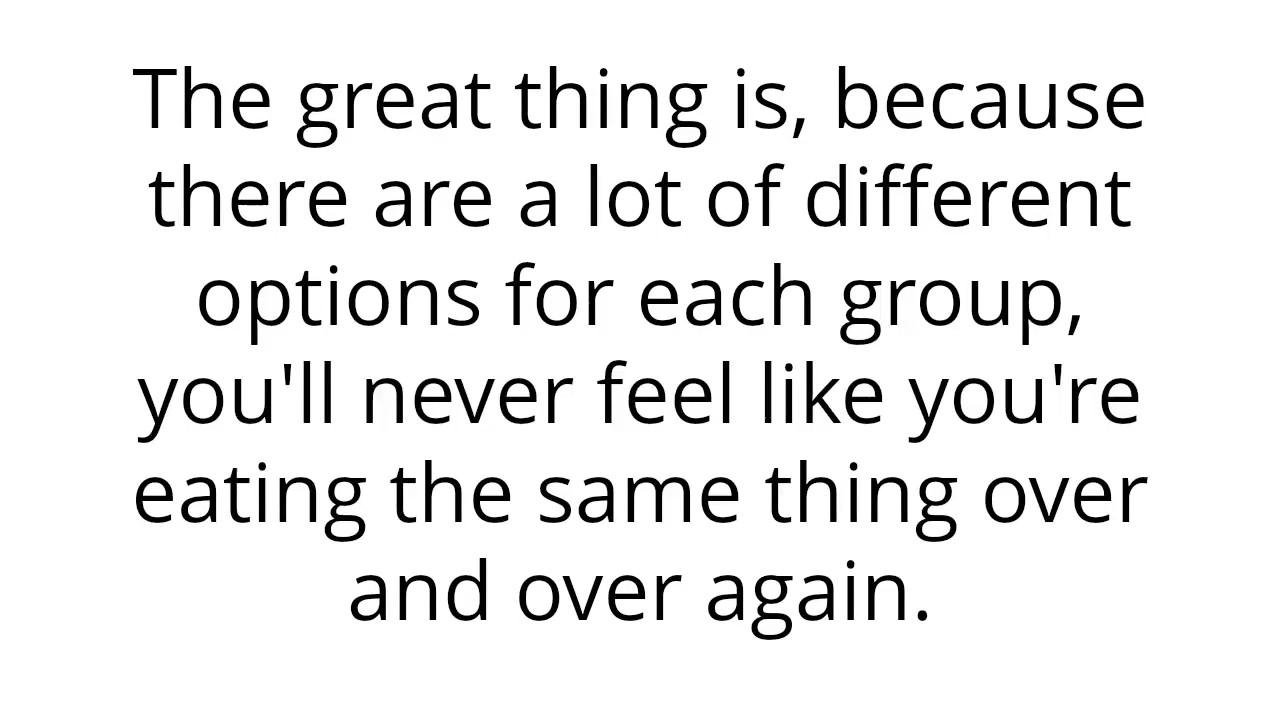 The great thing is, because
there are a lot of different
options for each group,
you'll never feel like you're
eating the same thing over
and over again.